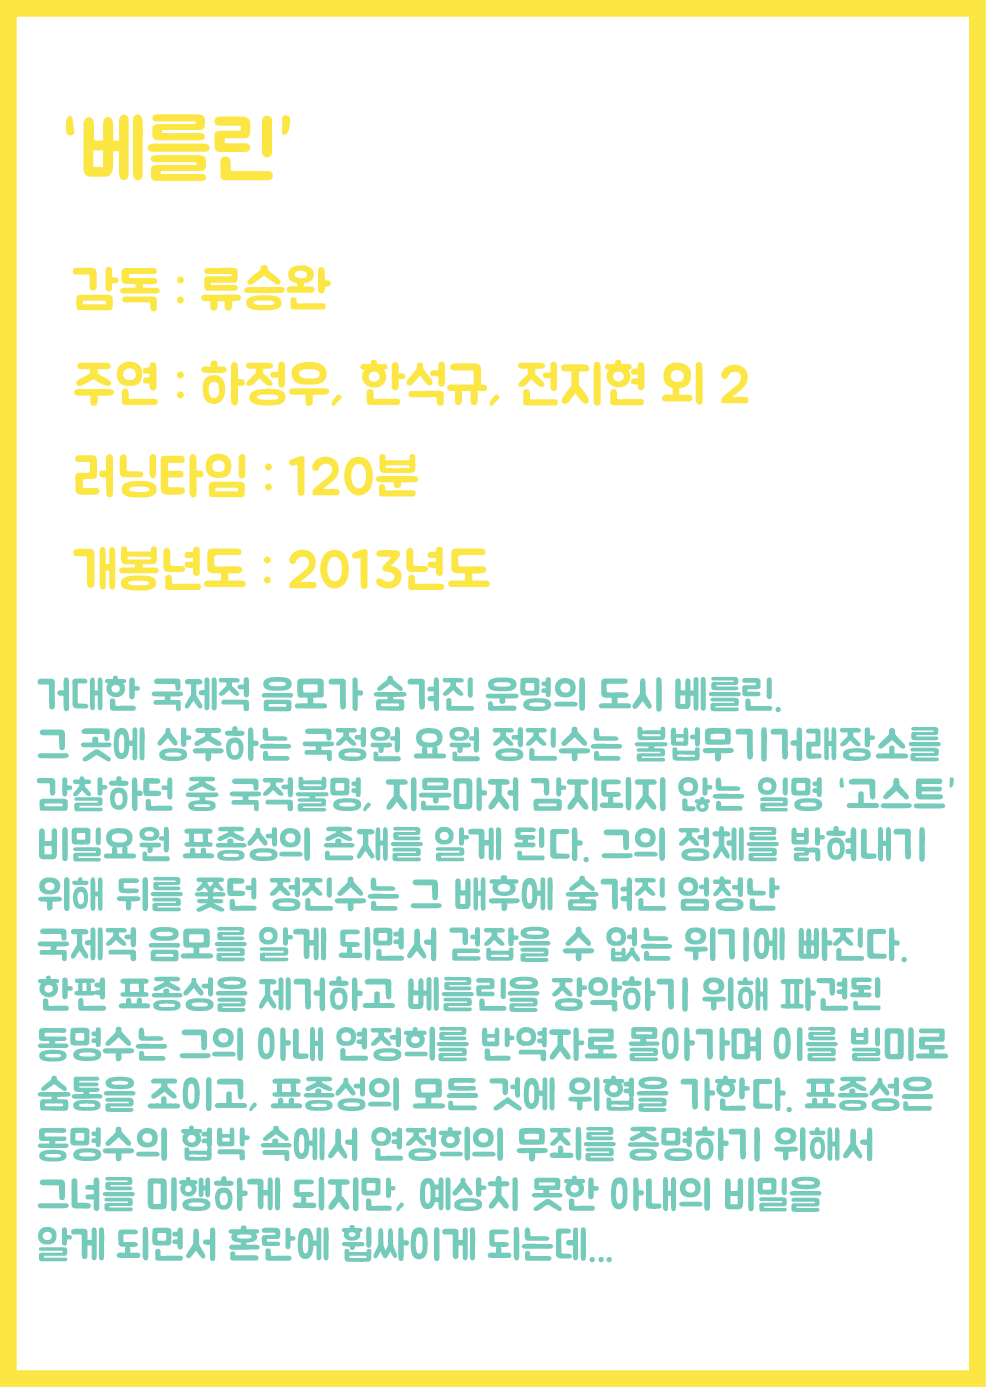 ‘베를린’
감독 : 류승완
주연 : 하정우, 한석규, 전지현 외 2
러닝타임 : 120분
개봉년도 : 2013년도
거대한 국제적 음모가 숨겨진 운명의 도시 베를린.
그 곳에 상주하는 국정원 요원 정진수는 불법무기거래장소를
감찰하던 중 국적불명, 지문마저 감지되지 않는 일명 ‘고스트’
비밀요원 표종성의 존재를 알게 된다. 그의 정체를 밝혀내기
위해 뒤를 쫓던 정진수는 그 배후에 숨겨진 엄청난
국제적 음모를 알게 되면서 걷잡을 수 없는 위기에 빠진다.
한편 표종성을 제거하고 베를린을 장악하기 위해 파견된
동명수는 그의 아내 연정희를 반역자로 몰아가며 이를 빌미로
숨통을 조이고, 표종성의 모든 것에 위협을 가한다. 표종성은
동명수의 협박 속에서 연정희의 무죄를 증명하기 위해서
그녀를 미행하게 되지만, 예상치 못한 아내의 비밀을
알게 되면서 혼란에 휩싸이게 되는데...